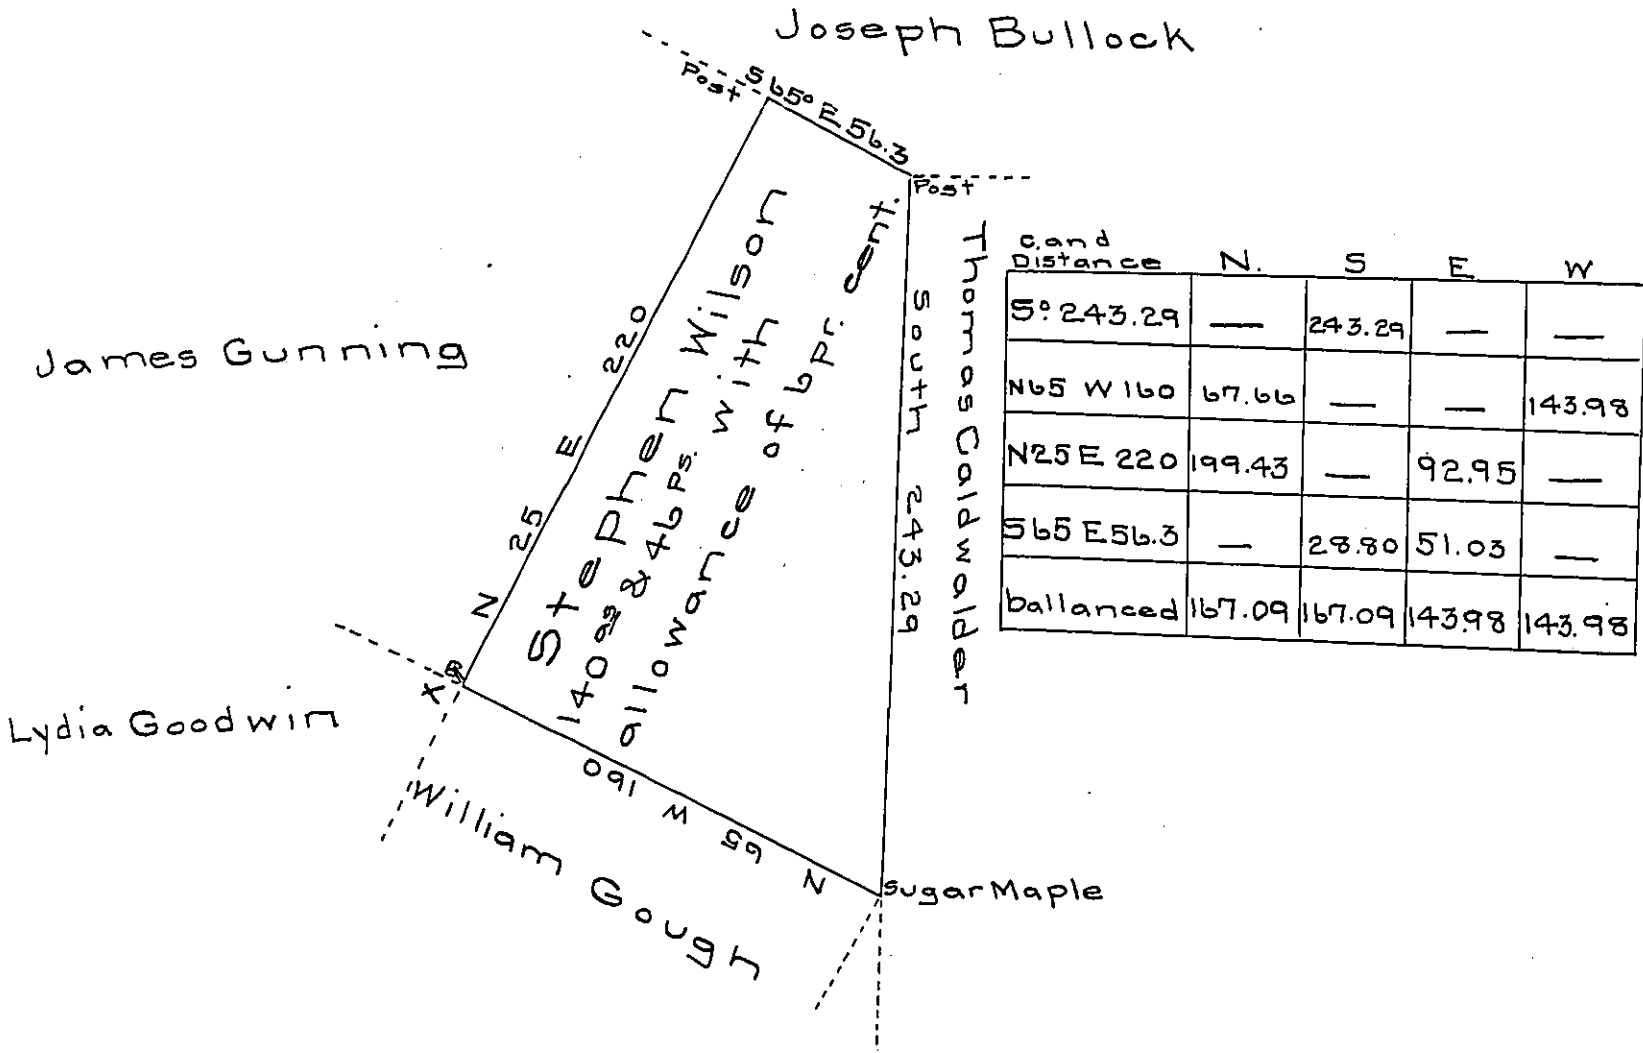 Joseph Bullock
Post
S 65° E 56.3
Post
James Gunning
N 25 E 220
Stephen Wilson
140 as & 46 ps. with
allowance of 6 pr. cent.
South 243.29
Thomas Caldwalder
C. and Distance N. S E W
S° 243.29 — 243.29 — —
N65 W 160 67.66 — — 143.98
N25 E 220 199.43 — 92.95 —
S65 E 56.3 — 28.80 51.03 —
ballanced 167.09 167.09 143.98 143.98
X
Lydia Goodwin
N 65 W 160
William Gough
Sugar Maple